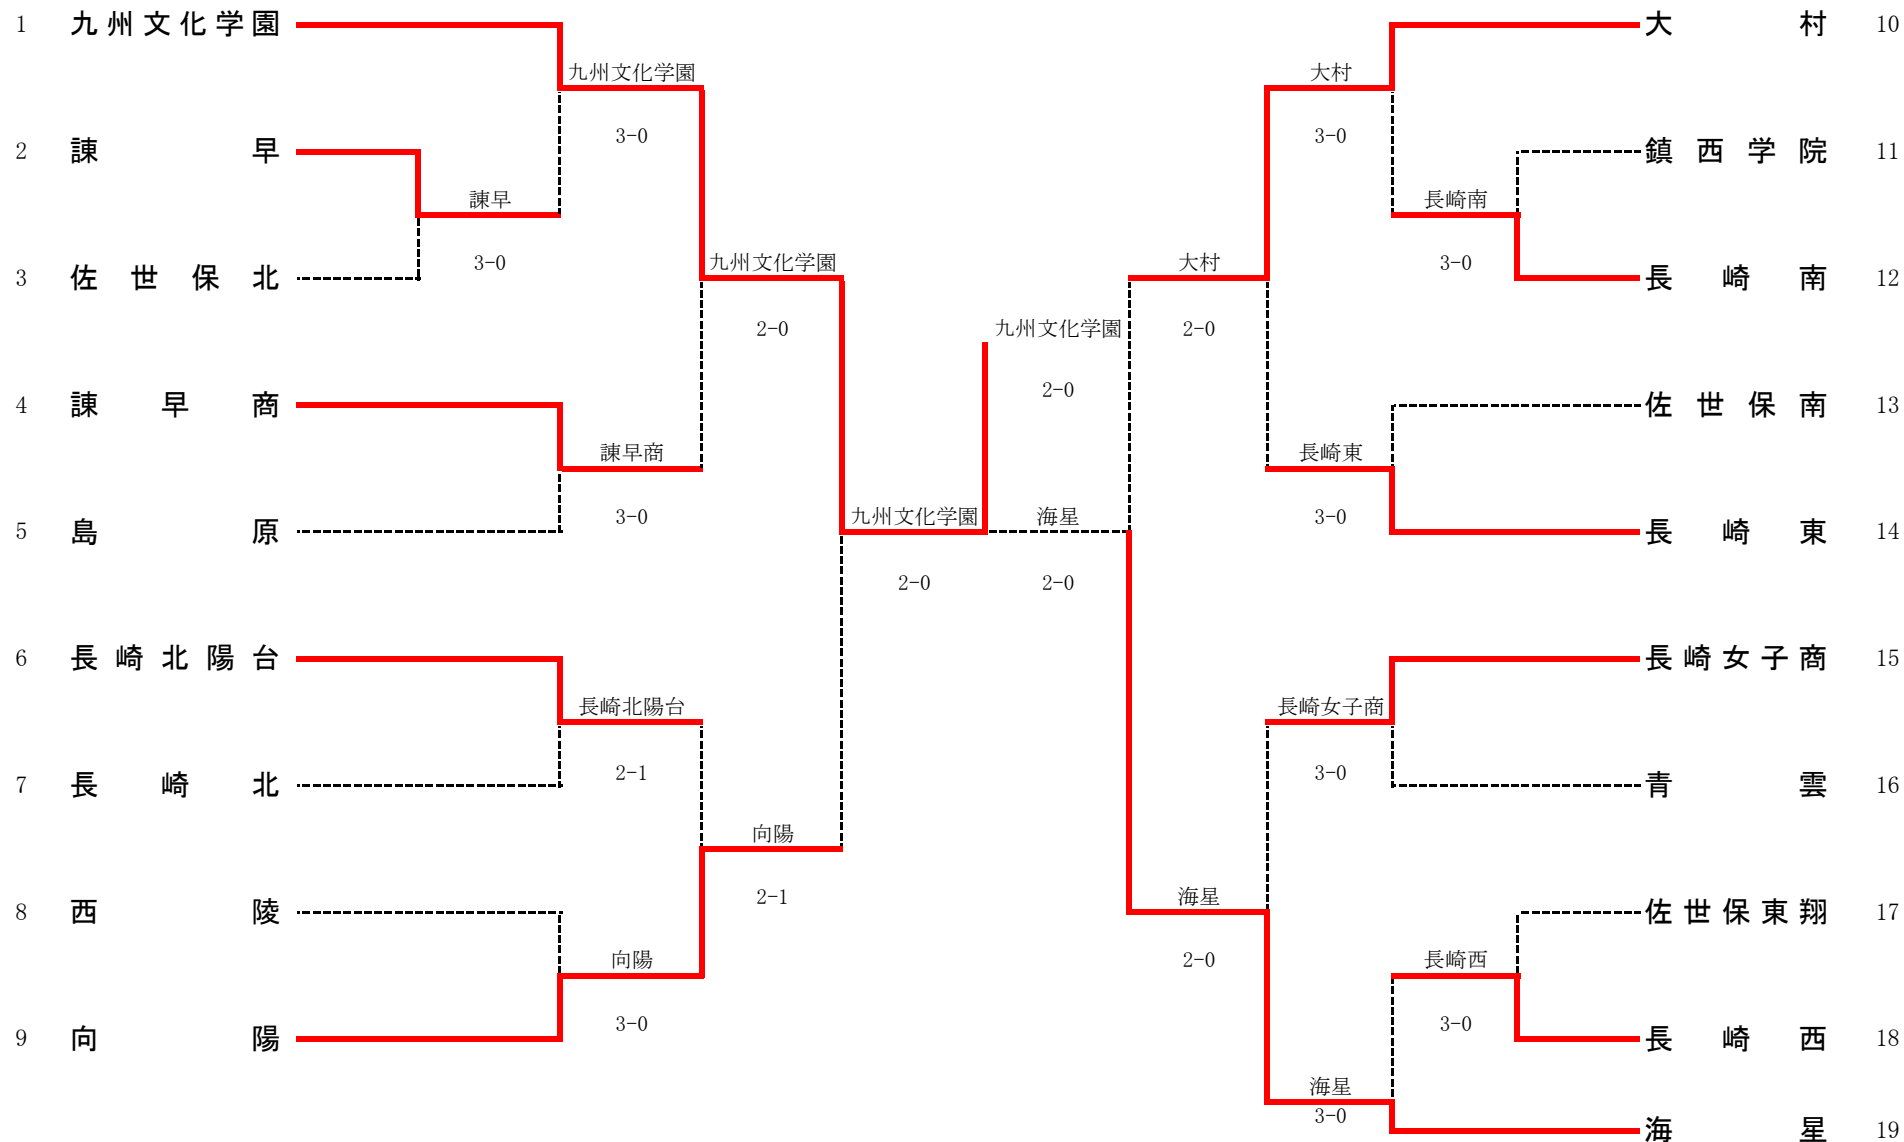 1 九州文化学園
大村 10
九州文化学園
大村
3-0
3-0
2 諫早
鎮西学院 11
諫早
長崎南
3-0
3-0
九州文化学園
大村
3 佐世保北
長崎南 12
2-0
九州文化学園
2-0
2-0
4 諫早商
佐世保南 13
諫早商
長崎東
3-0
3-0
九州文化学園
海星
5 島原
長崎東 14
2-0
2-0
6 長崎北陽台
長崎女子商 15
長崎北陽台
長崎女子商
2-1
3-0
7 長崎北
青雲 16
向陽
2-1
海星
8 西陵
佐世保東翔 17
向陽
2-0
長崎西
3-0
3-0
9 向陽
長崎西 18
海星
3-0
海星 19